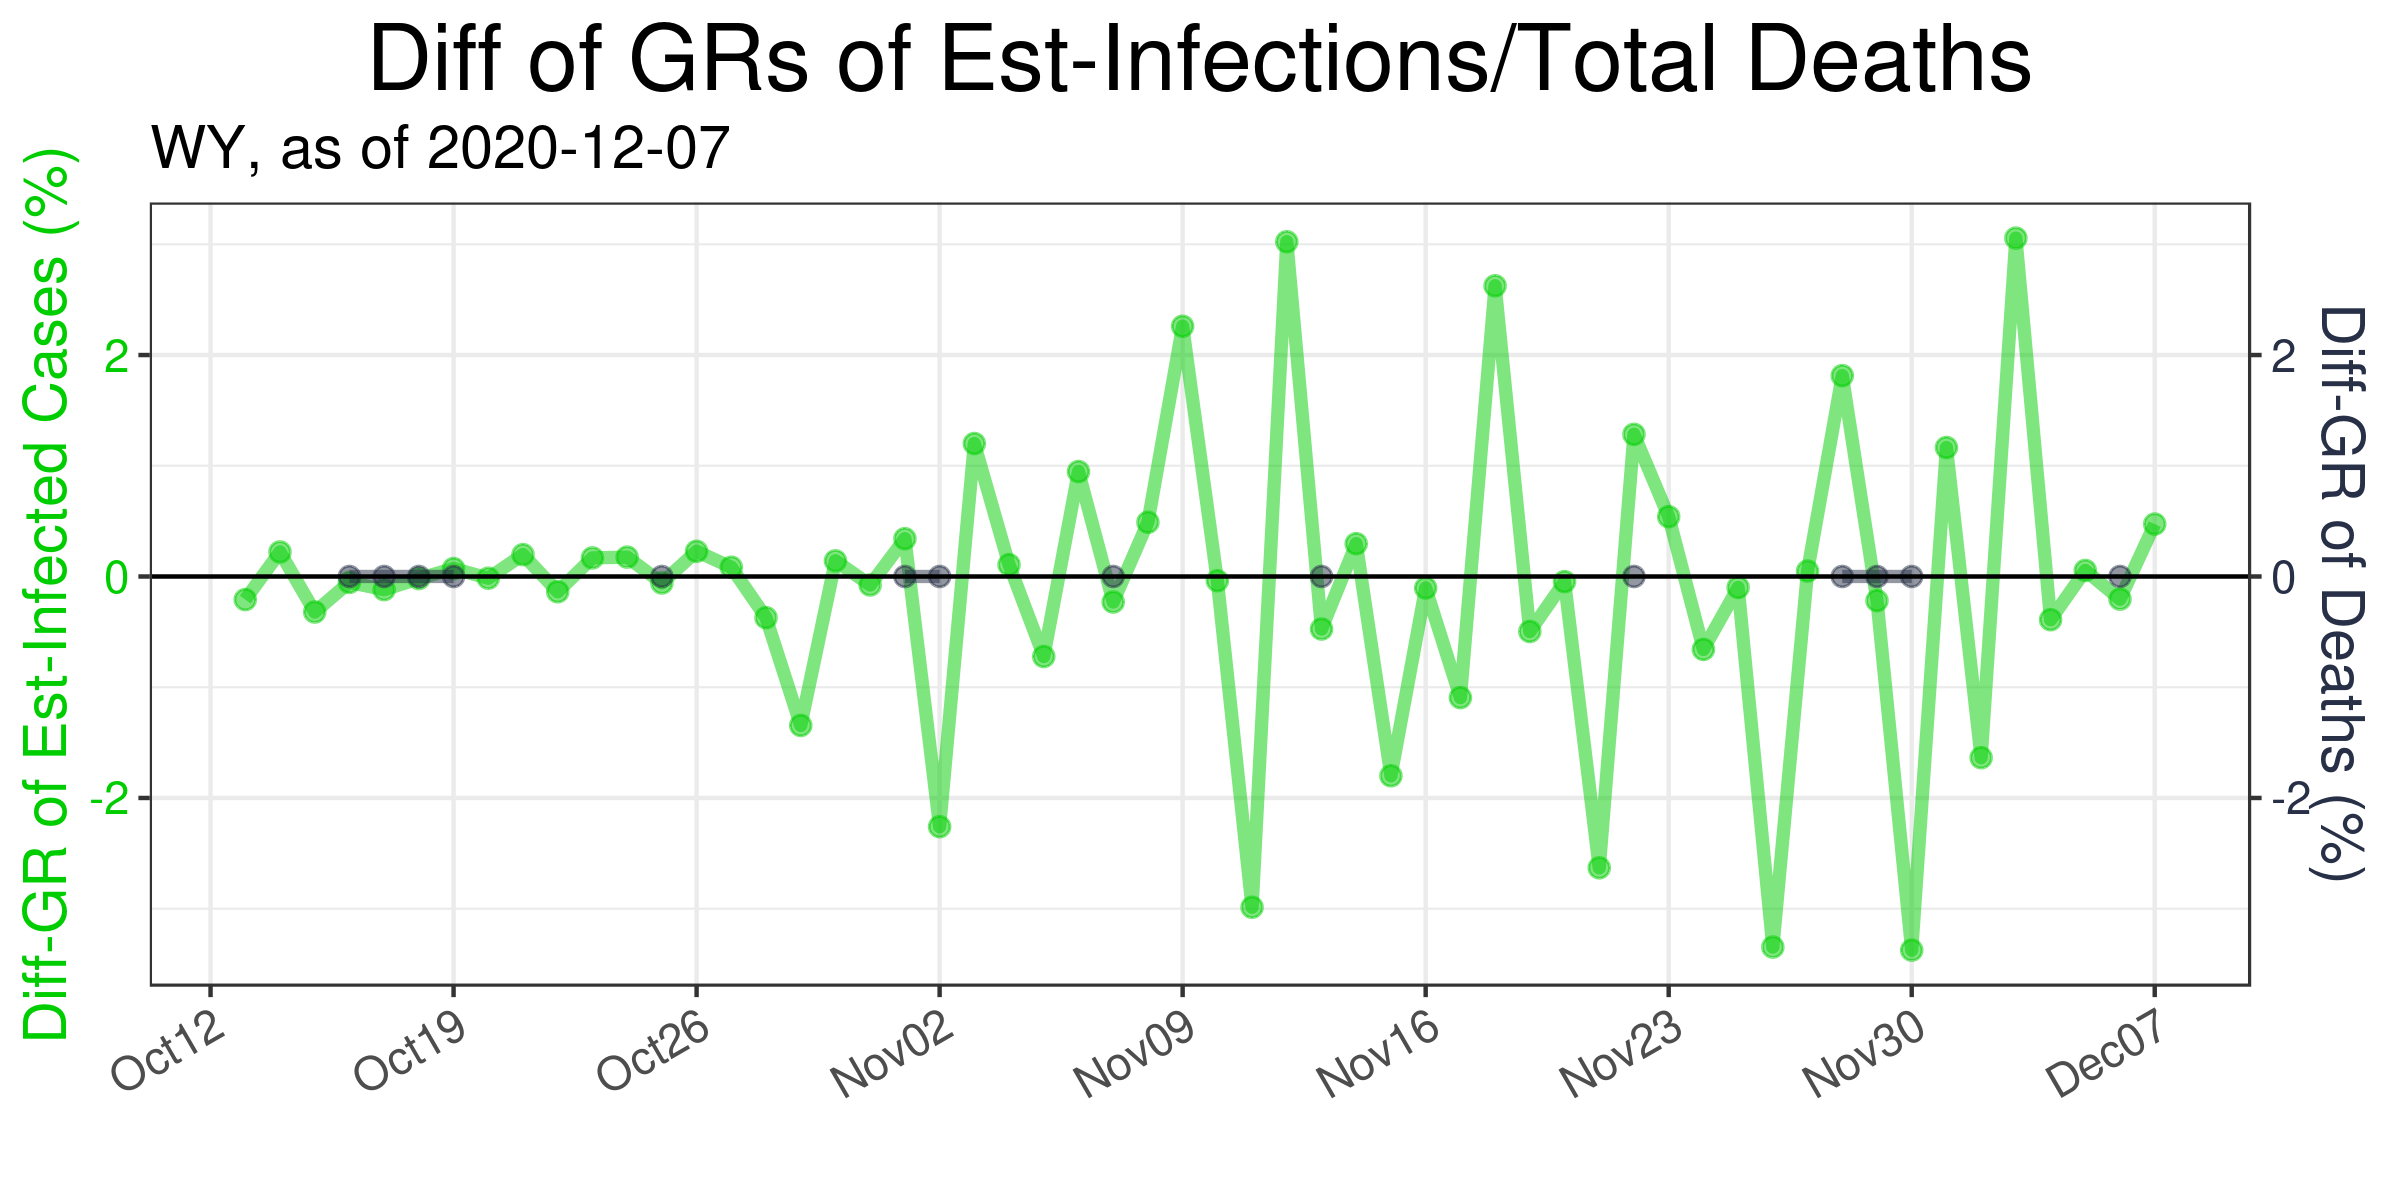 Diff of GRs of Est-Infections/Total Deaths
WY, as of 2020-12-07
Diff-GR of Est-Infected Cases (%)
2
0
-2
2
0
-2
Diff-GR of Deaths (%)
Oct12
Oct19
Oct26
Nov02
Nov09
Nov16
Nov23
Nov30
Dec07